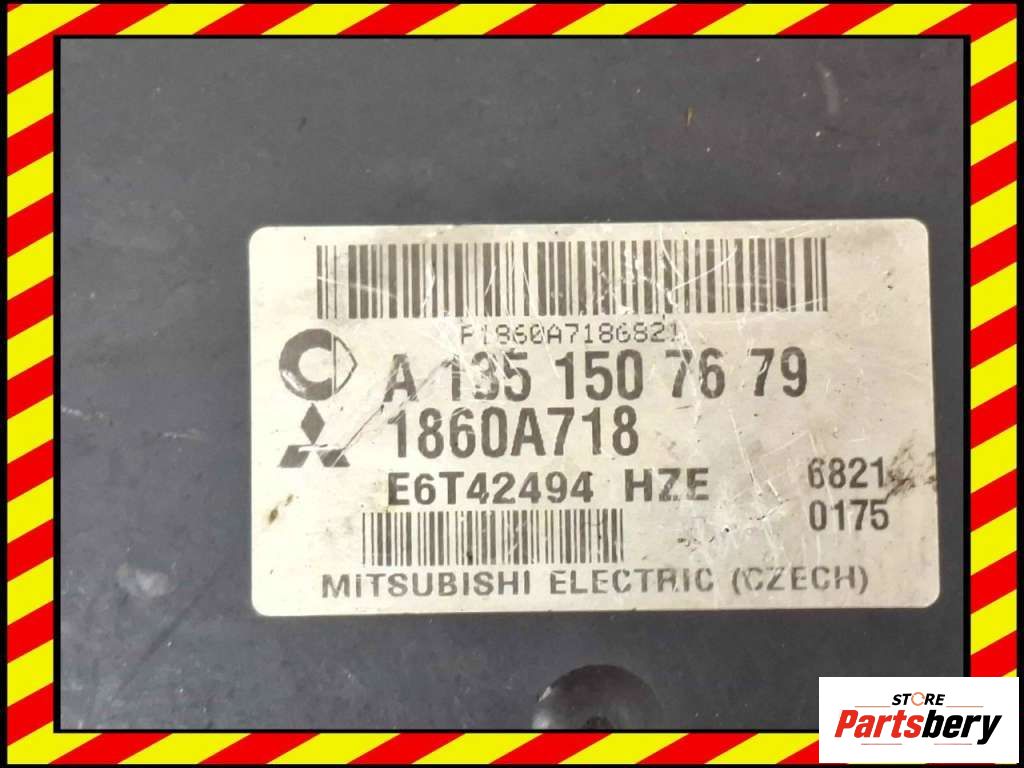 P1860A7186821
A 135 150 76 79
1860A718
E6T42494 HZE 6821
0175
MITSUBISHI ELECTRIC (CZECH)
STORE
Partsbery